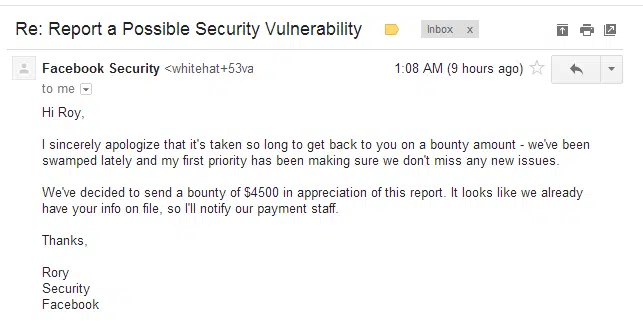 Re: Report a Possible Security Vulnerability
Inbox x
Facebook Security <whitehat+53va
1:08 AM (9 hours ago)
to me
Hi Roy,
I sincerely apologize that it's taken so long to get back to you on a bounty amount - we've been
swamped lately and my first priority has been making sure we don't miss any new issues.
We've decided to send a bounty of $4500 in appreciation of this report. It looks like we already
have your info on file, so I'll notify our payment staff.
Thanks,
Rory
Security
Facebook